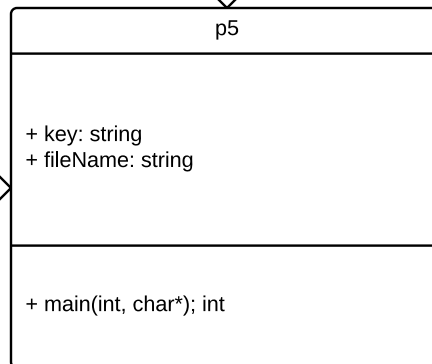 p5
+ key: string
+ fileName: string
+ main(int, char*); int